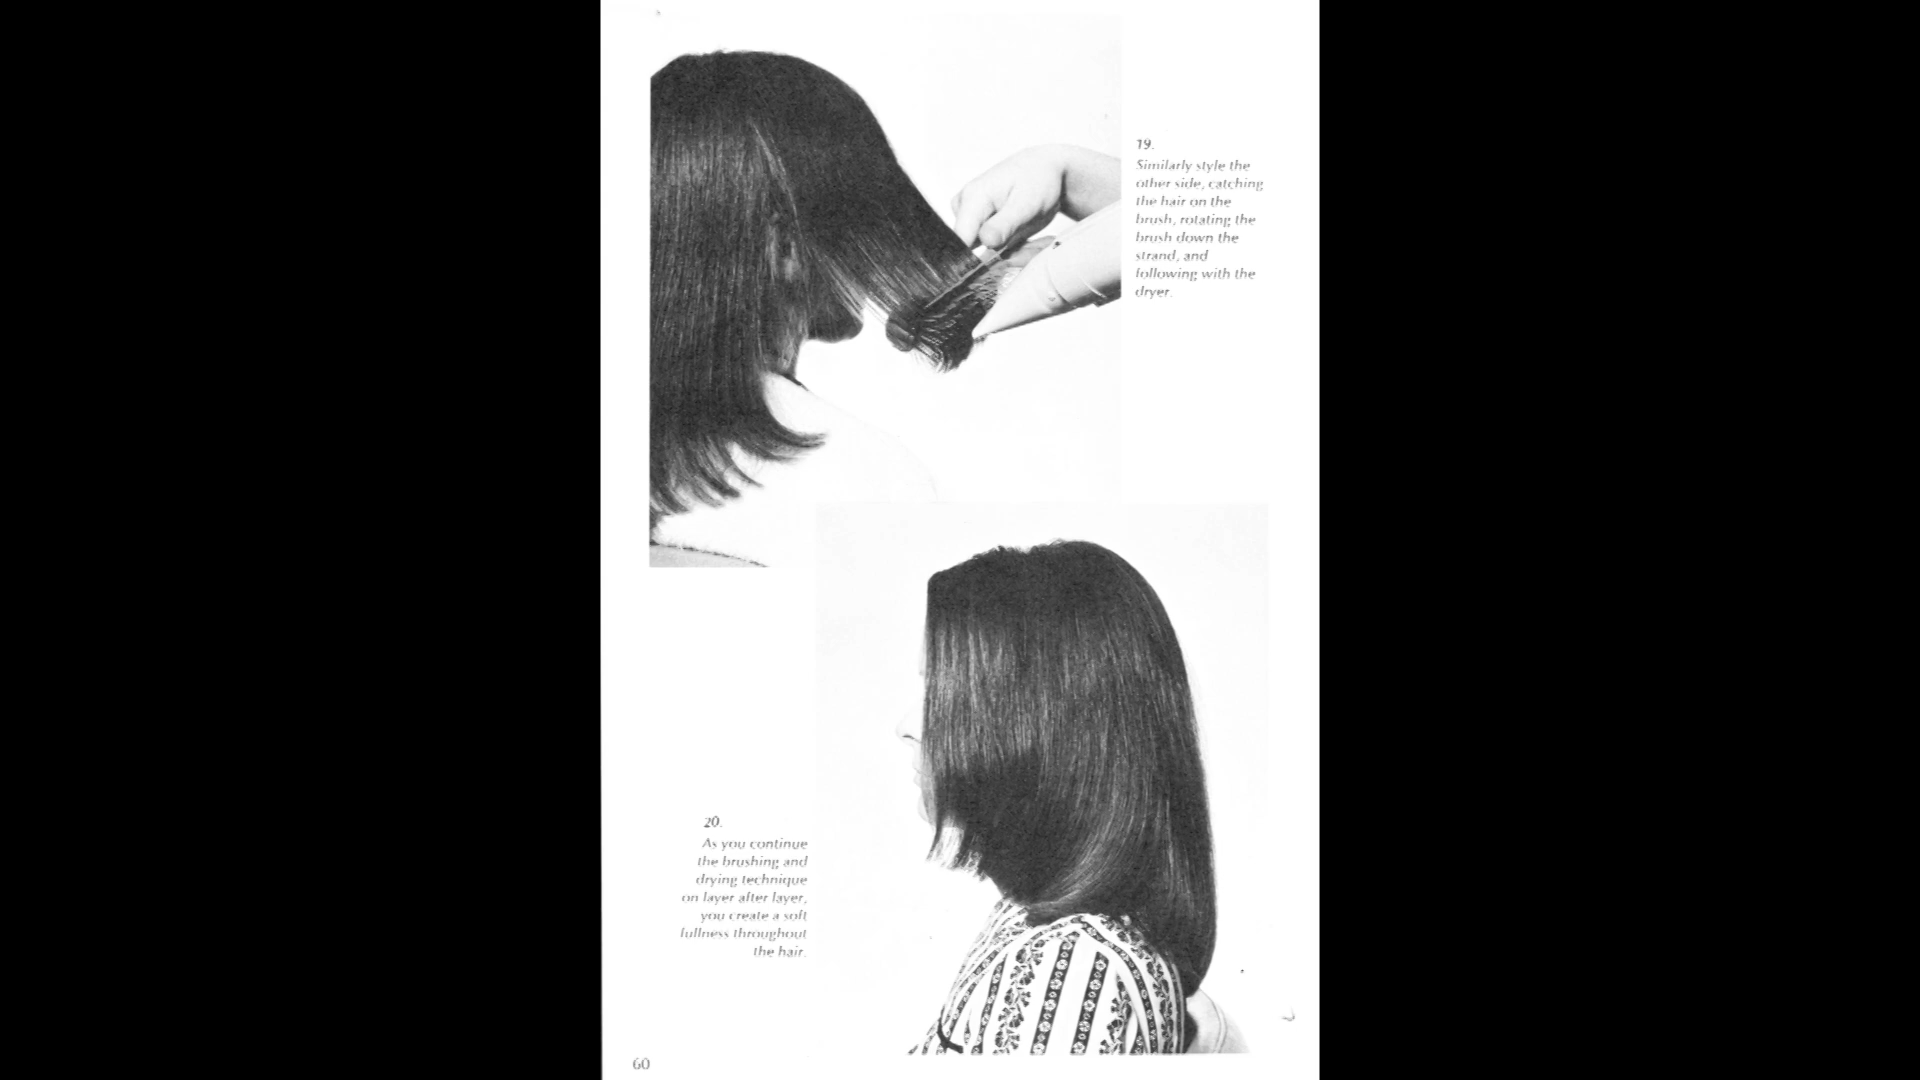 19.
Similarly style the
other side, catching
the hair on the
brush, rotating the
brush down the
strand, and
following with the
dryer.
20.
As you continue
the brushing and
drying technique
on layer after layer,
you create a soft
fullness throughout
the hair.
60